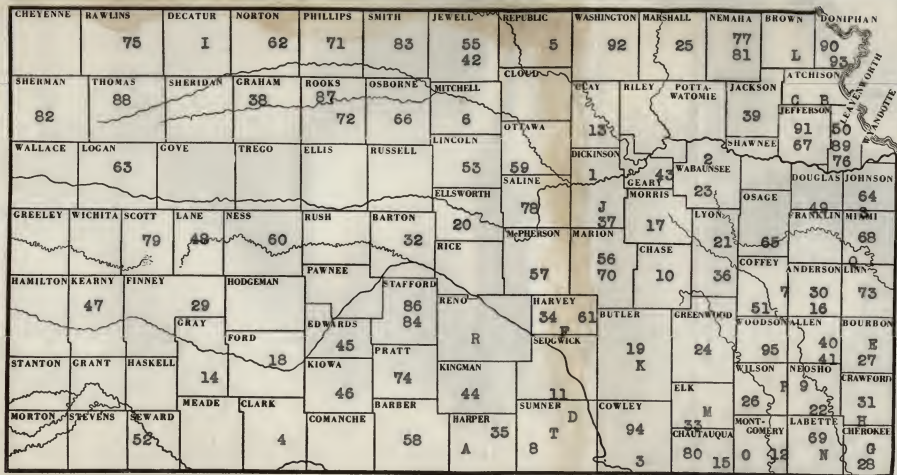 CHEYENNE RAWLINS DECATUR NORTON PHILLIPS SMITH JEWELL REPUBLIC WASHINGTON MARSHALL NEMAHA BROWN DONIPHAN
75 I 62 71 83 55 5 92 25 77 L 90
42 81 93
CLOUD ATCHISON
SHERMAN THOMAS SHERIDAN GRAHAM ROOKS OSBORNE MITCHELL CLAY RILEY POTTA- JACKSON LEAVENWORTH
WATOMIE
82 88 38 87 6 39 C B WYANDOTTE
72 66 13 JEFFERSON
OTTAWA 91 50
WALLACE LOGAN GOVE TREGO ELLIS RUSSELL LINCOLN DICKINSON SHAWNEE 67 89
63 53 59 1 2 76
SALINE GEARY 43 WABAUNSEE DOUGLAS JOHNSON
ELLSWORTH 78 J MORRIS 23 OSAGE 49 64
GREELEY WICHITA SCOTT LANE NESS RUSH BARTON 20 37 17 LYON FRANKLIN MIAMI
79 48 60 32 RICE McPHERSON MARION 21 65 68
CHASE COFFEY
PAWNEE 57 56 10 36 ANDERSON LINN
70
HAMILTON KEARNY FINNEY HODGEMAN STAFFORD 7 30 73
47 29 86 RENO HARVEY BUTLER GREENWOOD 51 16
84 34 61
GRAY EDWARDS R F WOODSON ALLEN BOURBON
FORD 45 SEDGWICK 19 24 95 40 E
18 PRATT K 41 27
STANTON GRANT HASKELL 14 KIOWA 74 KINGMAN WILSON NEOSHO
46 44 11 ELK P 9 CRAWFORD
26 22 31
MORTON STEVENS SEWARD MEADE CLARK COMANCHE BARBER HARPER SUMNER D COWLEY M MONT- LABETTE H
33 GOMERY CHEROKEE
52 4 58 35 T 94 CHAUTAUQUA 69 G
A 8 3 80 15 O 12 N 28